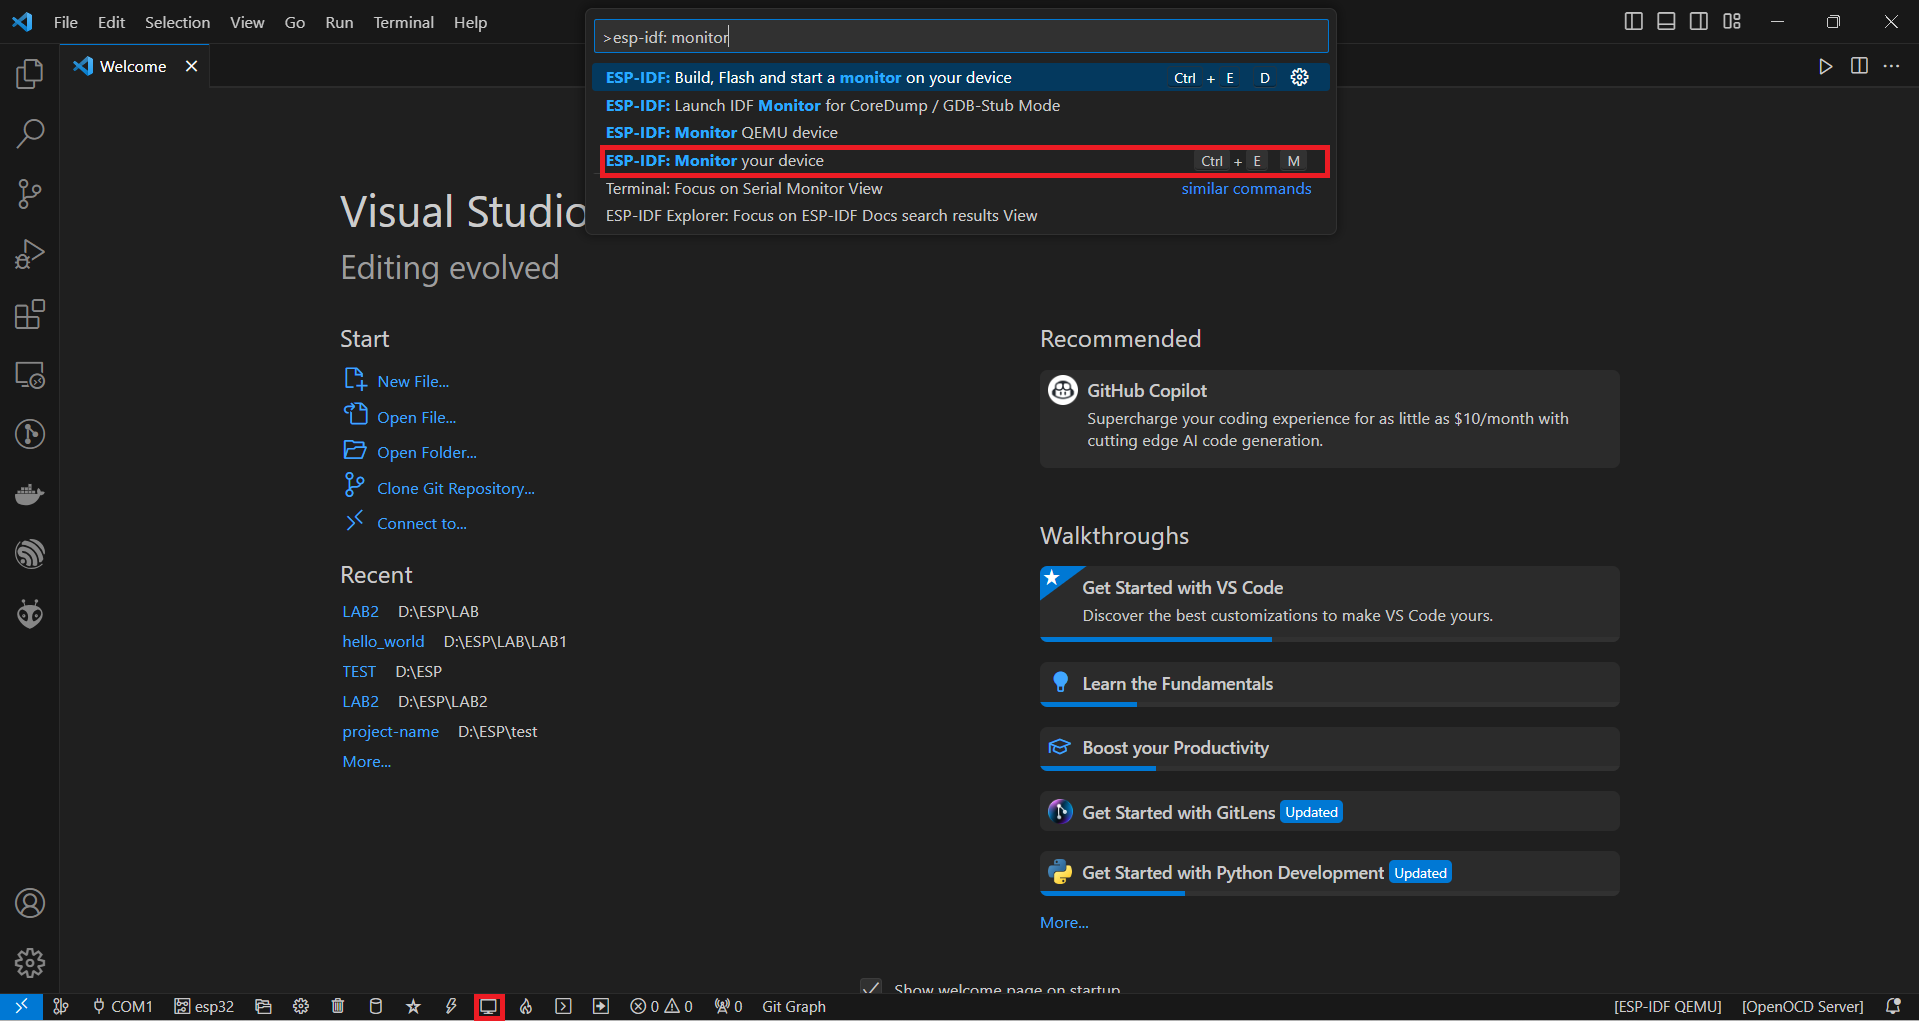 File Edit Selection View Go Run Terminal Help
>esp-idf: monitor
Welcome
ESP-IDF: Build, Flash and start a monitor on your device Ctrl + E D
ESP-IDF: Launch IDF Monitor for CoreDump / GDB-Stub Mode
ESP-IDF: Monitor QEMU device
ESP-IDF: Monitor your device Ctrl + E M
Terminal: Focus on Serial Monitor View similar commands
ESP-IDF Explorer: Focus on ESP-IDF Docs search results View
Visual Studio
Editing evolved
Start
New File...
Open File...
Open Folder...
Clone Git Repository...
Connect to...
Recent
LAB2 D:\ESP\LAB
hello_world D:\ESP\LAB\LAB1
TEST D:\ESP
LAB2 D:\ESP\LAB2
project-name D:\ESP\test
More...
Recommended
GitHub Copilot
Supercharge your coding experience for as little as $10/month with
cutting edge AI code generation.
Walkthroughs
Get Started with VS Code
Discover the best customizations to make VS Code yours.
Learn the Fundamentals
Boost your Productivity
Get Started with GitLens Updated
Get Started with Python Development Updated
More...
Show welcome page on startup
COM1 esp32 0 0 0 Git Graph [ESP-IDF QEMU] [OpenOCD Server]